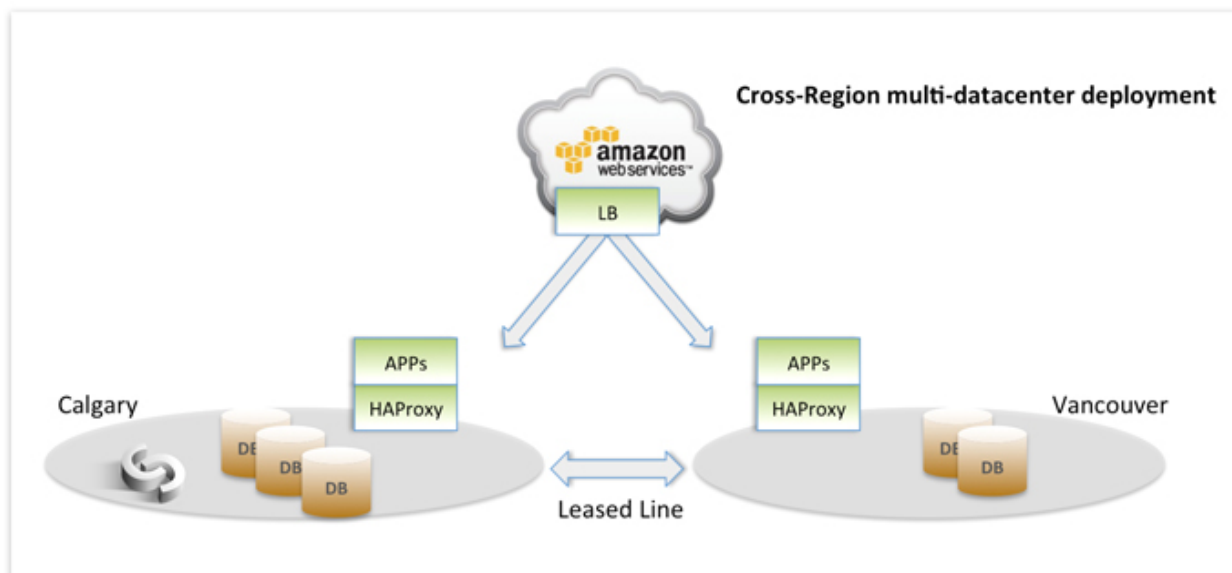 Cross-Region multi-datacenter deployment
amazon
webservices™
LB
APPs
HAProxy
APPs
HAProxy
Calgary
Vancouver
DB
DB
DB
DB
DB
Leased Line